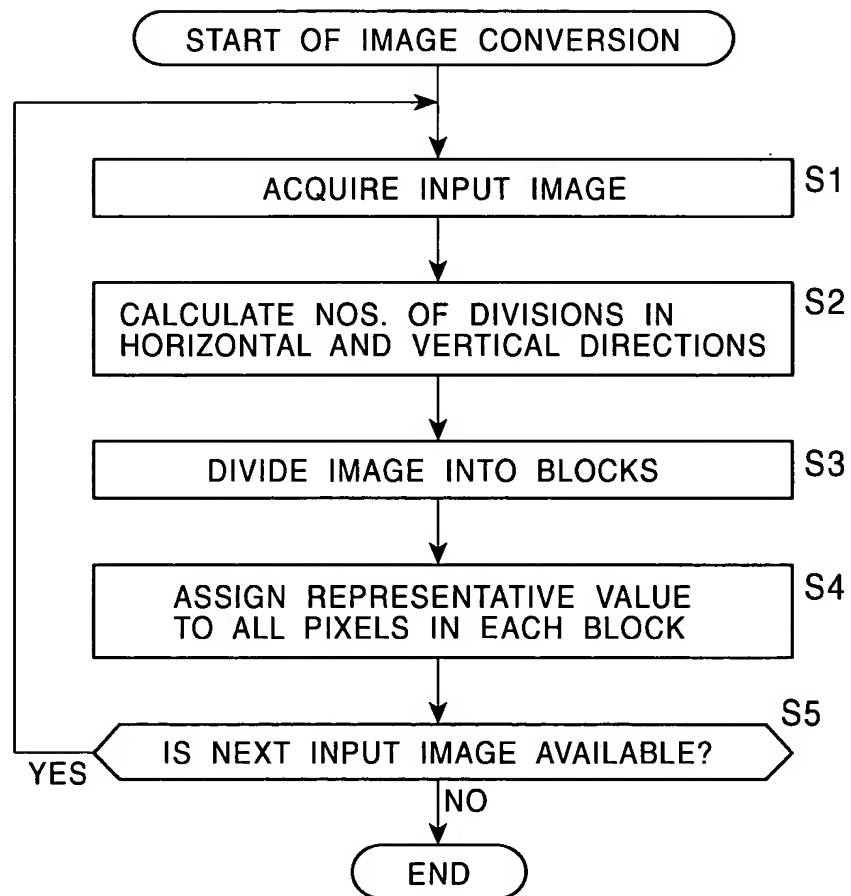 START OF IMAGE CONVERSION
ACQUIRE INPUT IMAGE
S1
CALCULATE NOS. OF DIVISIONS IN
HORIZONTAL AND VERTICAL DIRECTIONS
S2
DIVIDE IMAGE INTO BLOCKS
S3
ASSIGN REPRESENTATIVE VALUE
TO ALL PIXELS IN EACH BLOCK
S4
IS NEXT INPUT IMAGE AVAILABLE?
S5
YES
NO
END